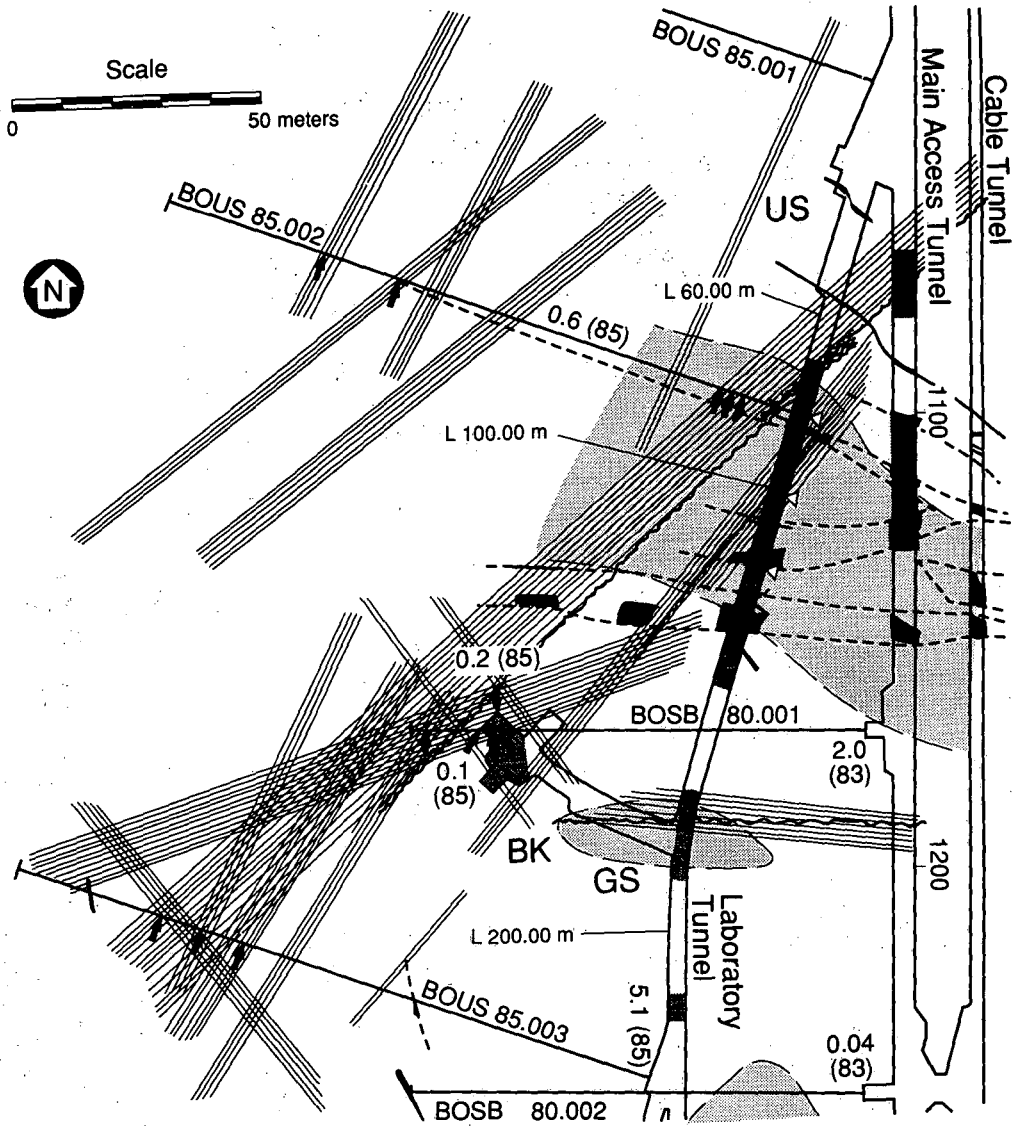 Scale
0
50 meters
BOUS 85.001
Main Access Tunnel
Cable Tunnel
BOUS 85.002
US
N
L 60.00 m
0.6 (85)
1100
L 100.00 m
0.2 (85)
BOSB 80.001
2.0
(83)
0.1
(85)
BK
GS
1200
Laboratory
Tunnel
L 200.00 m
BOUS 85.003
5.1 (85)
0.04
(83)
BOSB 80.002